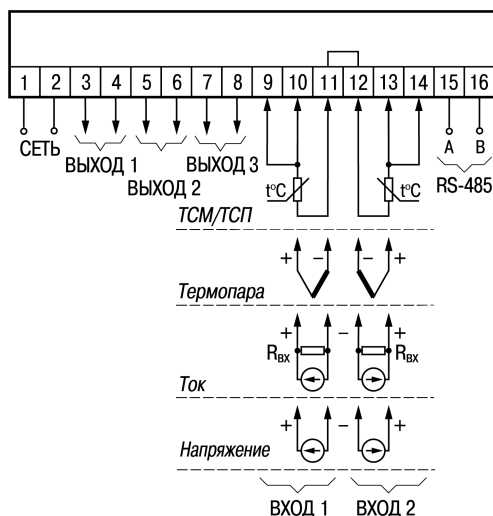 1 2 3 4 5 6 7 8 9 10 11 12 13 14 15 16
СЕТЬ
A B
ВЫХОД 1 ВЫХОД 3 RS-485
ВЫХОД 2
t°C t°C
ТСМ/ТСП
+ – – +
Термопара
+ – +
Rвх Rвх
Ток
+ – +
Напряжение
ВХОД 1 ВХОД 2